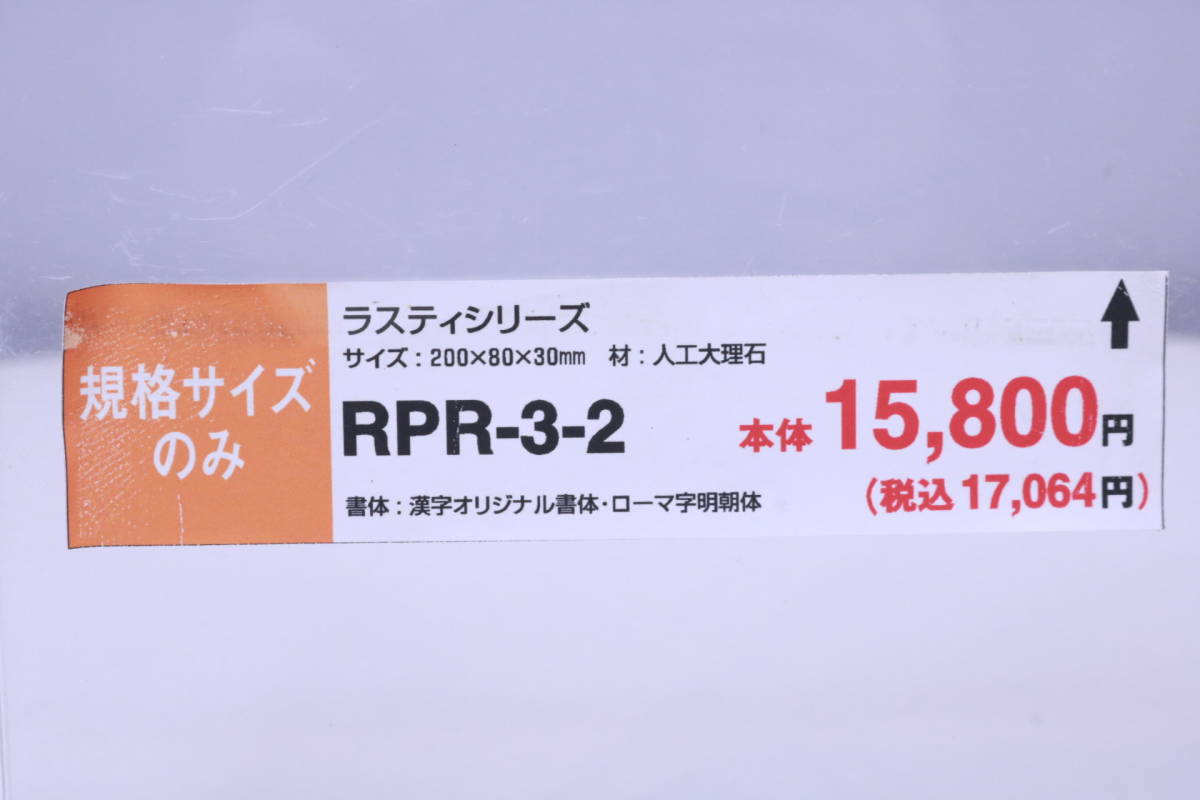 規格サイズ
のみ
ラスティシリーズ
サイズ：200×80×30mm　材：人工大理石
RPR-3-2
本体 15,800円
書体：漢字オリジナル書体・ローマ字明朝体
（税込 17,064円）